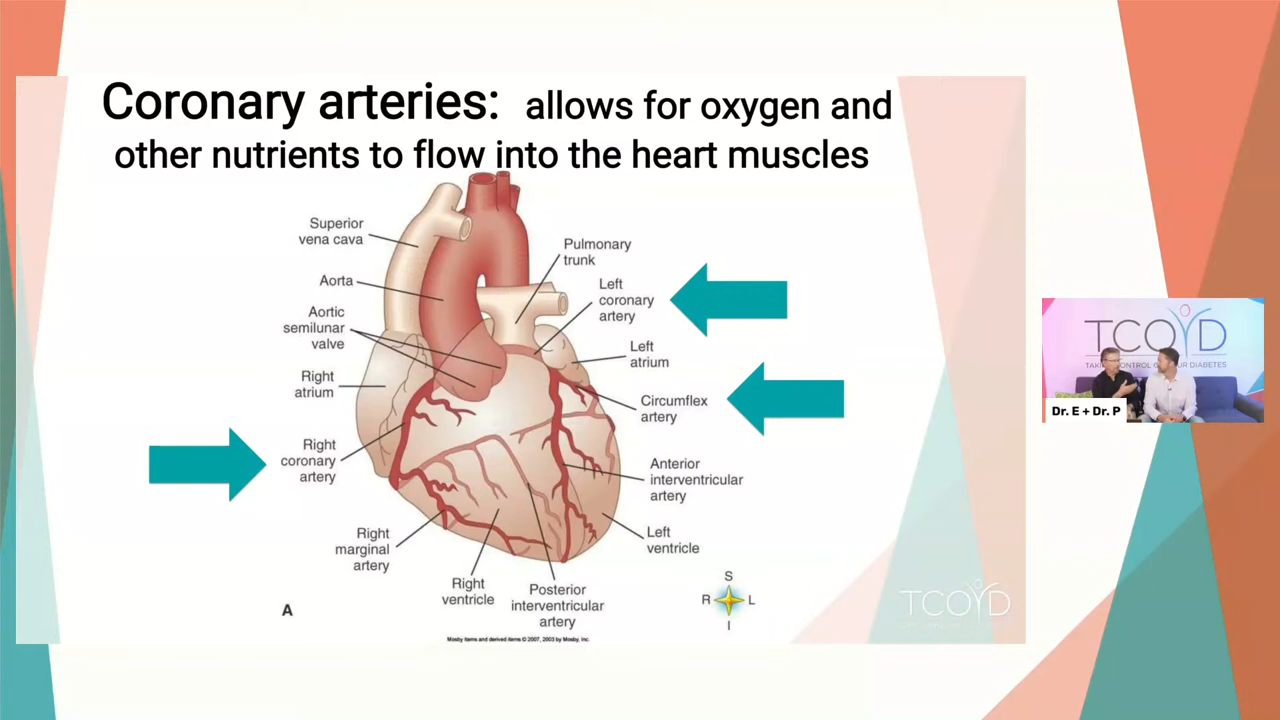 Coronary arteries: allows for oxygen and
other nutrients to flow into the heart muscles
Superior
vena cava
Aorta
Aortic
semilunar
valve
Right
atrium
Right
coronary
artery
Right
marginal
artery
Right
ventricle
Posterior
interventricular
artery
Pulmonary
trunk
Left
coronary
artery
Left
atrium
Circumflex
artery
Anterior
interventricular
artery
Left
ventricle
A
S
R L
I
Mosby items and derived items © 2007, 2003 by Mosby, Inc.
TCOYD
TCOYD
Dr. E + Dr. P